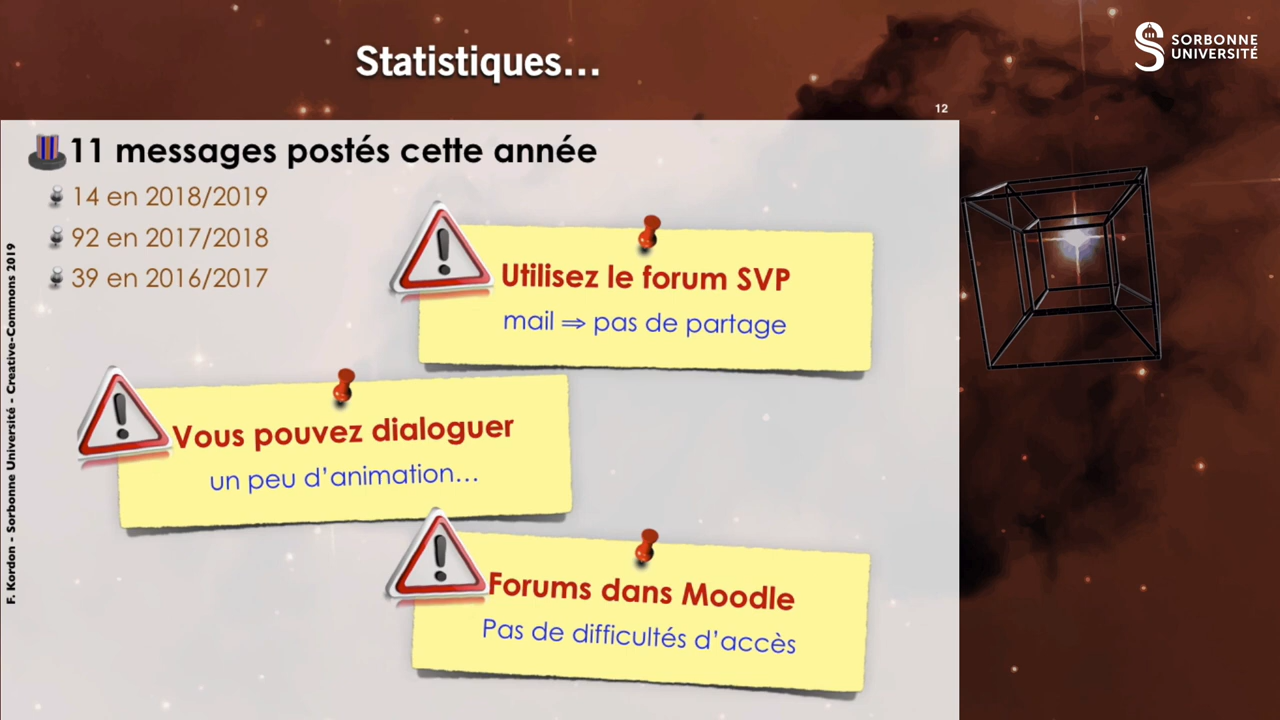 Statistiques...
SORBONNE
UNIVERSITÉ
12
11 messages postés cette année
14 en 2018/2019
92 en 2017/2018
39 en 2016/2017
Utilisez le forum SVP
mail ⇒ pas de partage
Vous pouvez dialoguer
un peu d'animation...
Forums dans Moodle
Pas de difficultés d'accès
F. Kordon - Sorbonne Université - Creative-Commons 2019